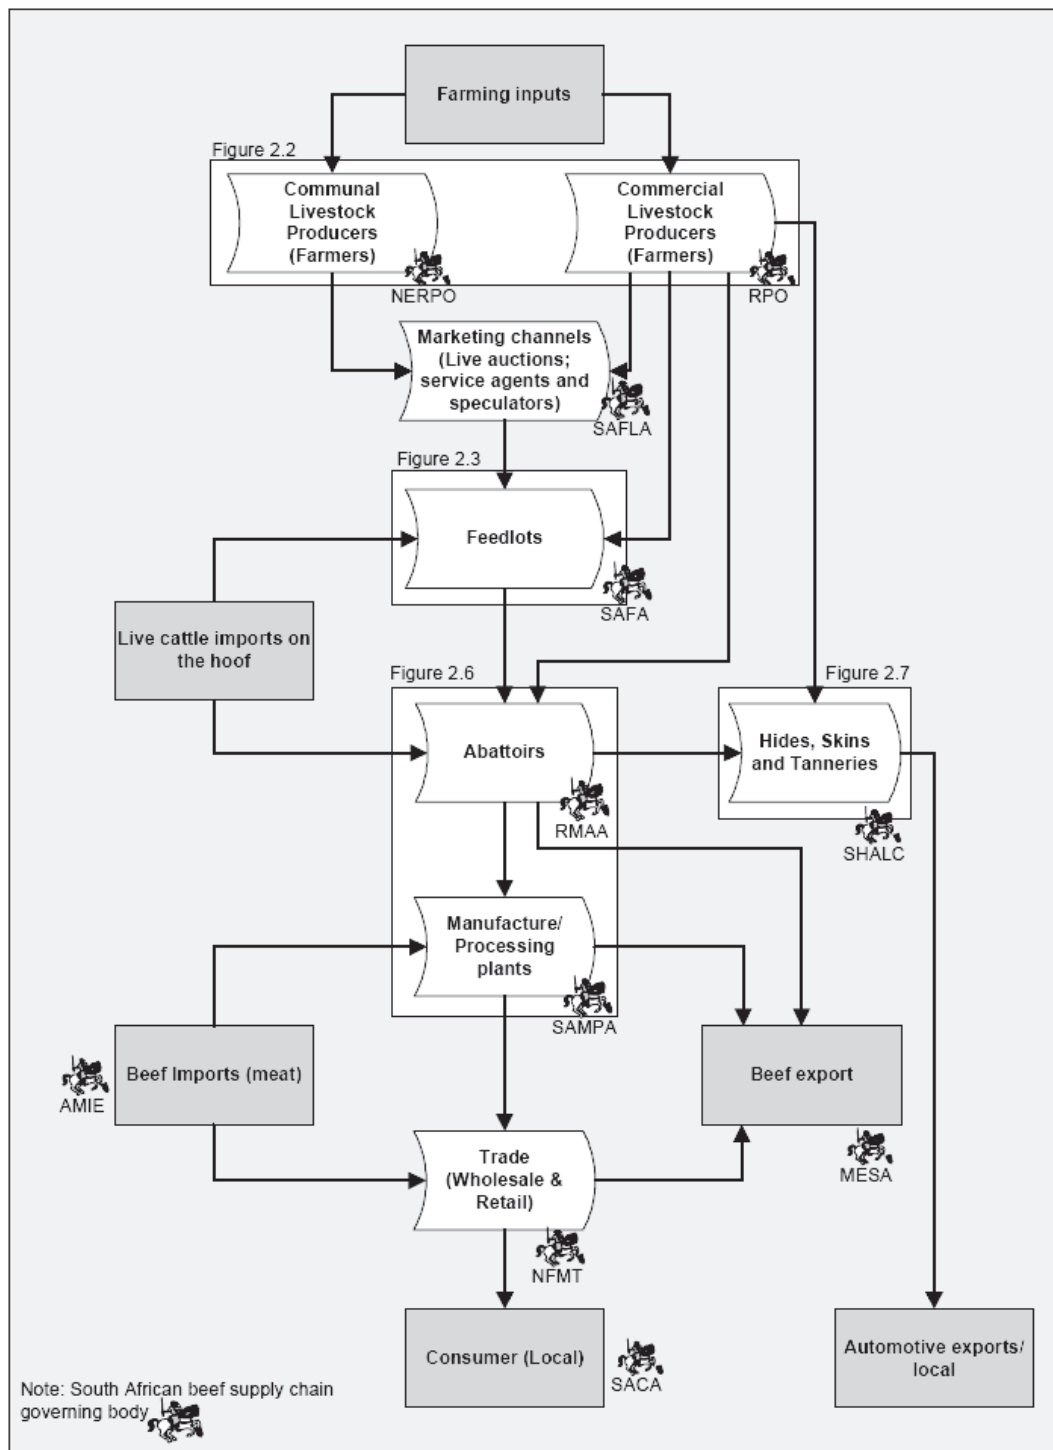 Farming inputs
Figure 2.2
Communal
Livestock
Producers
(Farmers)
NERPO
Commercial
Livestock
Producers
(Farmers)
RPO
Marketing channels
(Live auctions;
service agents and
speculators)
SAFLA
Figure 2.3
Feedlots
SAFA
Live cattle imports on
the hoof
Figure 2.6
Abattoirs
RMAA
Figure 2.7
Hides, Skins
and Tanneries
SHALC
Manufacture/
Processing
plants
SAMPA
AMIE
Beef Imports (meat)
Beef export
MESA
Trade
(Wholesale &
Retail)
NFMT
Consumer (Local)
SACA
Automotive exports/
local
Note: South African beef supply chain
governing body